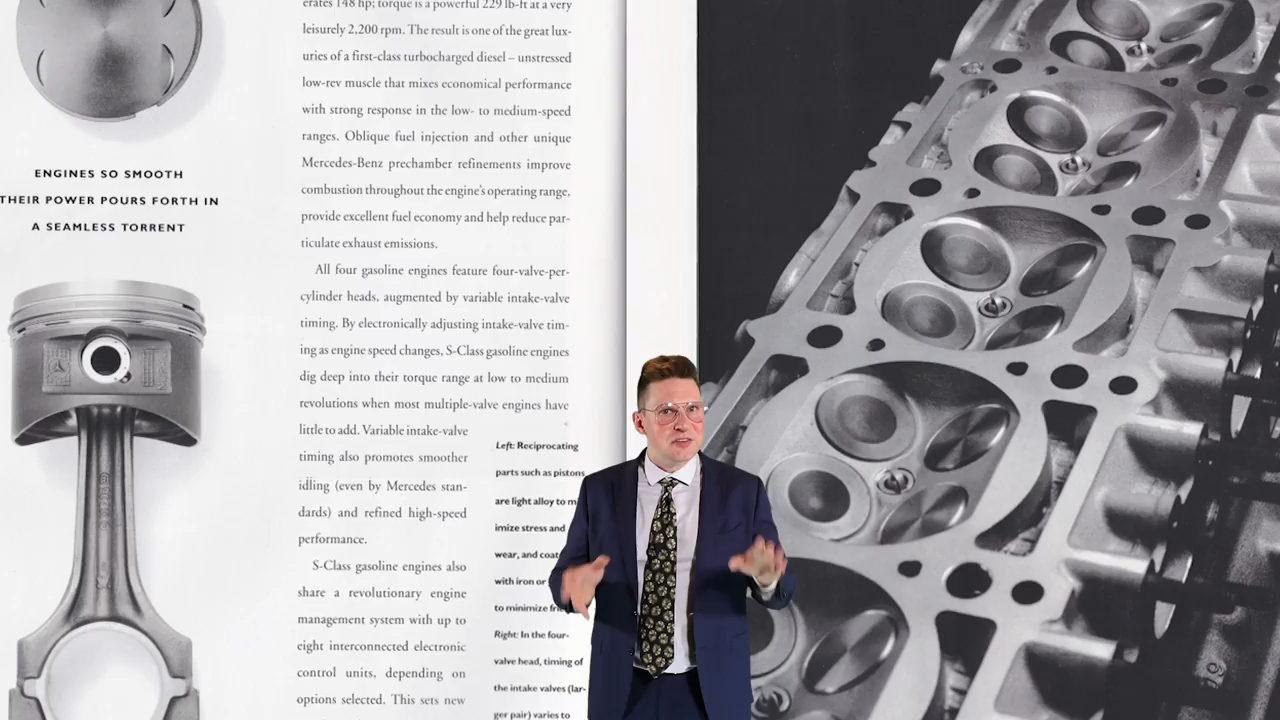 ENGINES SO SMOOTH
THEIR POWER POURS FORTH IN
A SEAMLESS TORRENT
erates 148 hp; torque is a powerful 229 lb-ft at a very
leisurely 2,200 rpm. The result is one of the great lux-
uries of a first-class turbocharged diesel – unstressed
low-rev muscle that mixes economical performance
with strong response in the low- to medium-speed
ranges. Oblique fuel injection and other unique
Mercedes-Benz prechamber refinements improve
combustion throughout the engine's operating range,
provide excellent fuel economy and help reduce par-
ticulate exhaust emissions.
All four gasoline engines feature four-valve-per-
cylinder heads, augmented by variable intake-valve
timing. By electronically adjusting intake-valve tim-
ing as engine speed changes, S-Class gasoline engines
dig deep into their torque range at low to medium
revolutions when most multiple-valve engines have
little to add. Variable intake-valve
timing also promotes smoother
idling (even by Mercedes stan-
dards) and refined high-speed
performance.
S-Class gasoline engines also
share a revolutionary engine
management system with up to
eight interconnected electronic
control units, depending on
options selected. This sets new
Left: Reciprocating
parts such as pistons
are light alloy to
imize stress and
wear, and
with iron or
to minimize
Right: In the four-
valve head, timing of
the intake valves (lar-
ger pair) varies to